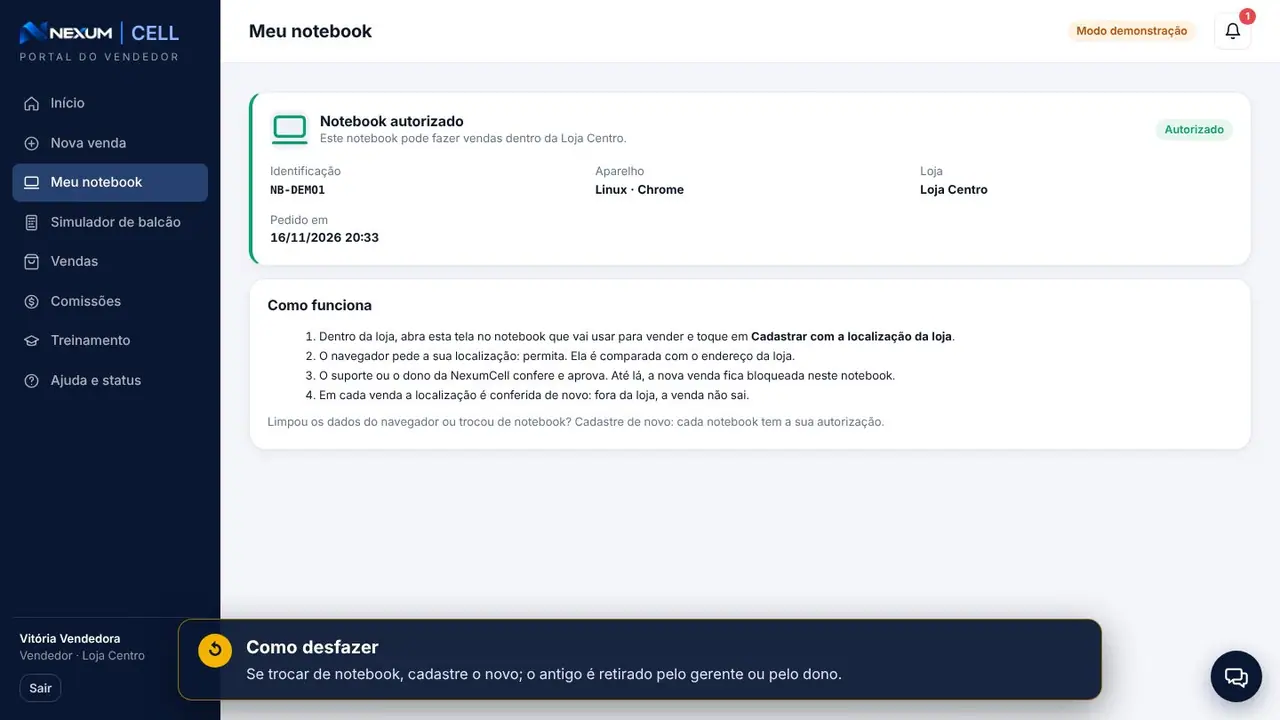 NEXUM | CELL
PORTAL DO VENDEDOR
Início
Nova venda
Meu notebook
Simulador de balcão
Vendas
Comissões
Treinamento
Ajuda e status
Vitória Vendedora
Vendedor · Loja Centro
Sair
Meu notebook
Modo demonstração
1
Notebook autorizado
Este notebook pode fazer vendas dentro da Loja Centro.
Autorizado
Identificação
NB-DEMO1
Aparelho
Linux · Chrome
Loja
Loja Centro
Pedido em
16/11/2026 20:33
Como funciona
1. Dentro da loja, abra esta tela no notebook que vai usar para vender e toque em Cadastrar com a localização da loja.
2. O navegador pede a sua localização: permita. Ela é comparada com o endereço da loja.
3. O suporte ou o dono da NexumCell confere e aprova. Até lá, a nova venda fica bloqueada neste notebook.
4. Em cada venda a localização é conferida de novo: fora da loja, a venda não sai.
Limpou os dados do navegador ou trocou de notebook? Cadastre de novo: cada notebook tem a sua autorização.
Como desfazer
Se trocar de notebook, cadastre o novo; o antigo é retirado pelo gerente ou pelo dono.